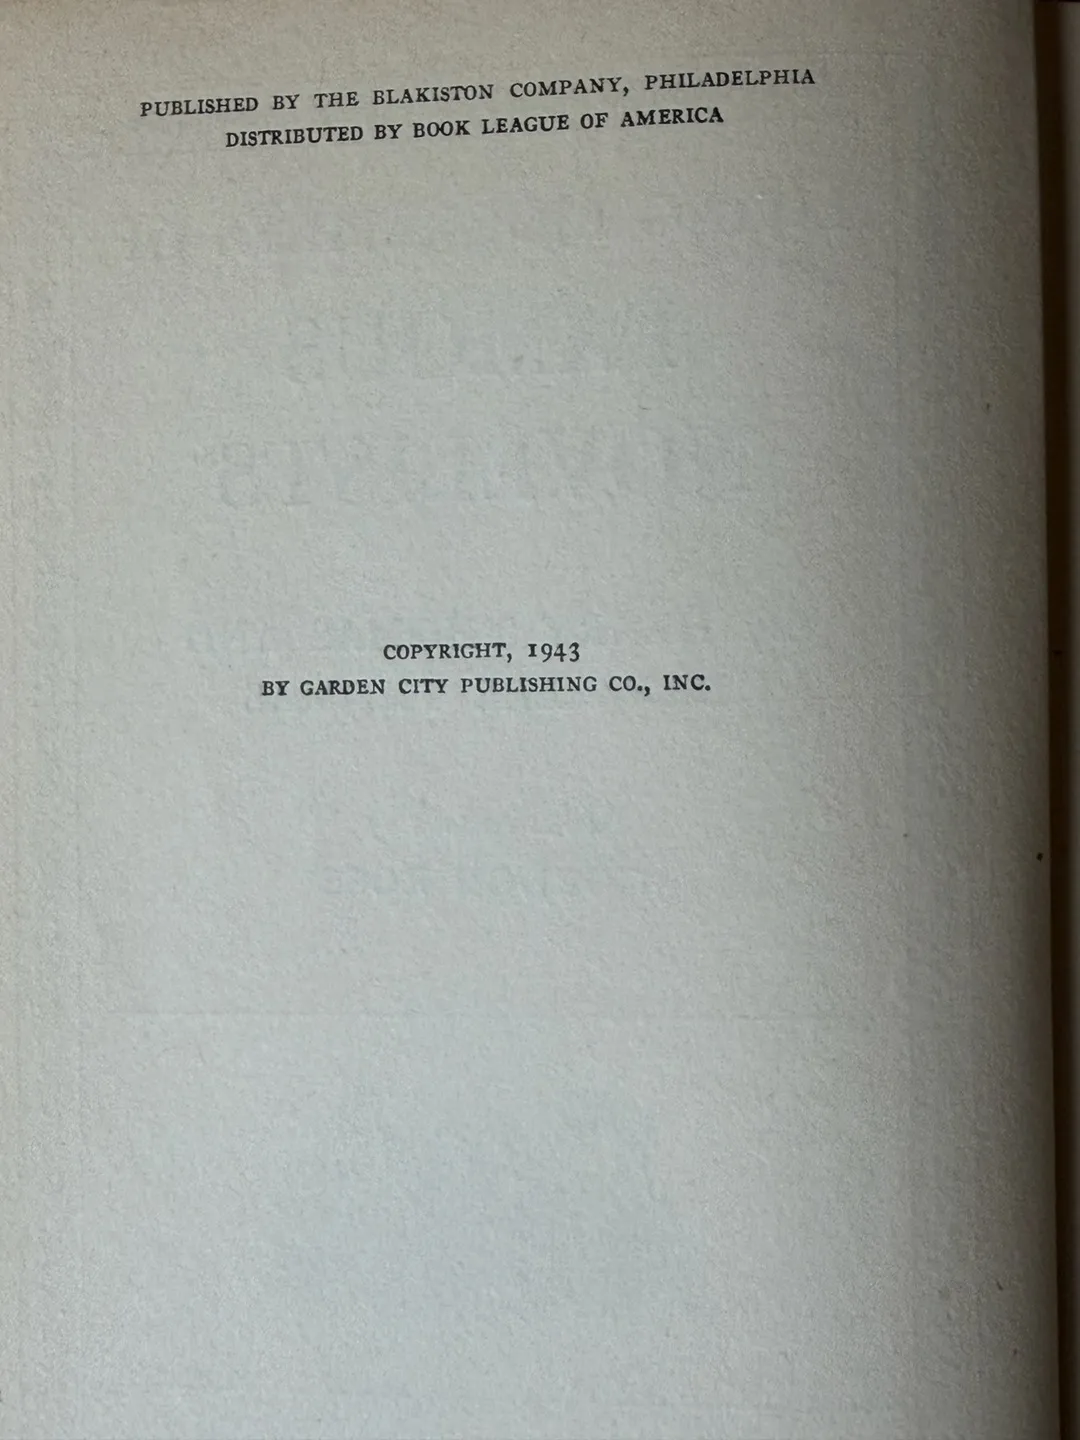 PUBLISHED BY THE BLAKISTON COMPANY, PHILADELPHIA
DISTRIBUTED BY BOOK LEAGUE OF AMERICA
COPYRIGHT, 1943
BY GARDEN CITY PUBLISHING CO., INC.